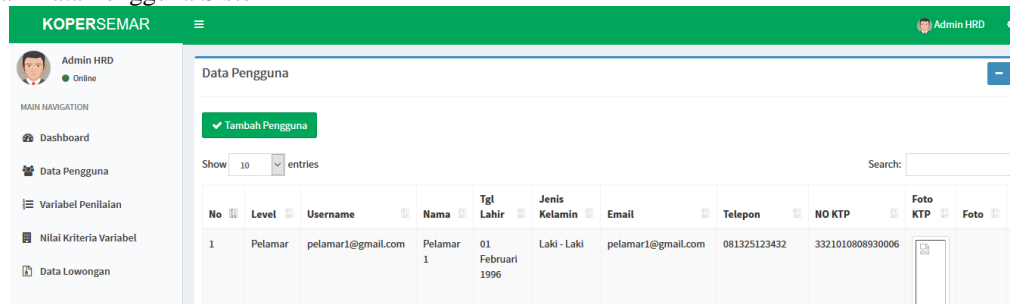 KOPERSEMAR
Admin HRD
Admin HRD
Online
MAIN NAVIGATION
Dashboard
Data Pengguna
Variabel Penilaian
Nilai Kriteria Variabel
Data Lowongan
Data Pengguna
Tambah Pengguna
Show 10 entries
Search:
No Level Username Nama Tgl Lahir Jenis Kelamin Email Telepon NO KTP Foto KTP Foto
1 Pelamar pelamar1@gmail.com Pelamar 1 01 Februari 1996 Laki - Laki pelamar1@gmail.com 081325123432 3321010808930006